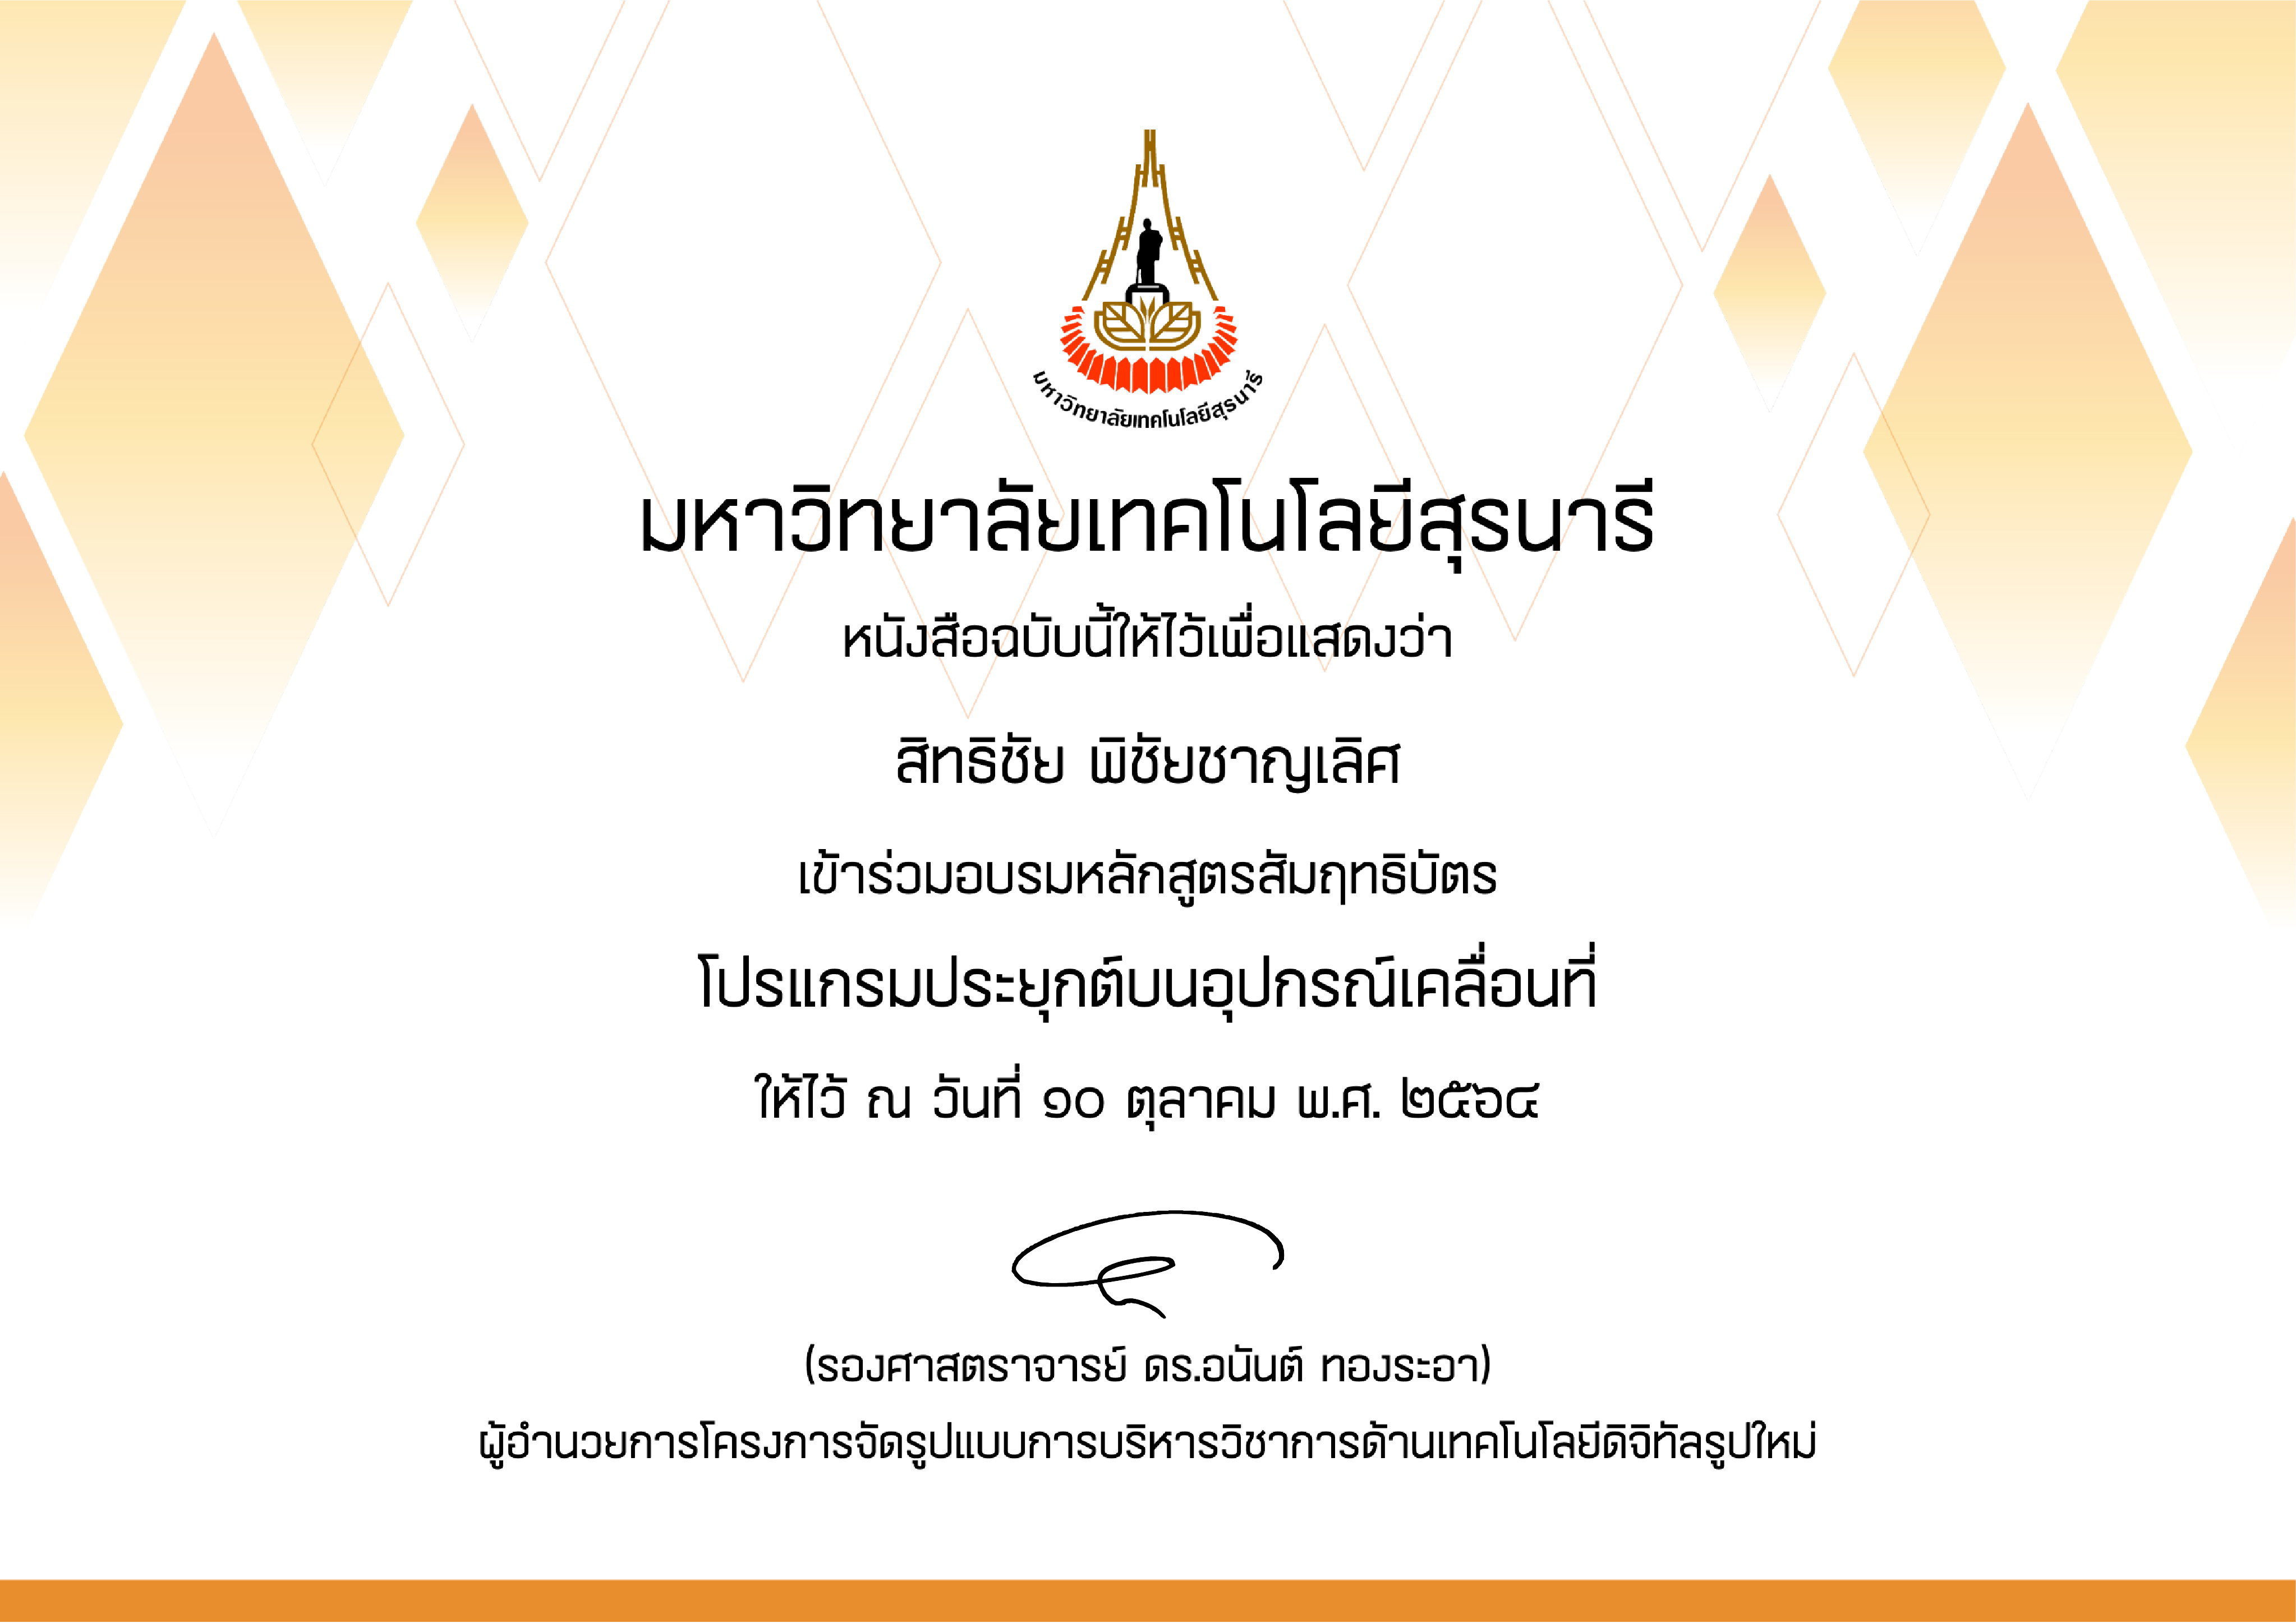 มหาวิทยาลัยเทคโนโลยีสุรนารี
มหาวิทยาลัยเทคโนโลยีสุรนารี
หนังสือฉบับนี้ให้ไว้เพื่อแสดงว่า
สิทธิชัย พิชัยชาญเลิศ
เข้าร่วมอบรมหลักสูตรสัมฤทธิบัตร
โปรแกรมประยุกต์บนอุปกรณ์เคลื่อนที่
ให้ไว้ ณ วันที่ ๑๐ ตุลาคม พ.ศ. ๒๕๖๔
(รองศาสตราจารย์ ดร.อนันต์ ทองระอา)
ผู้อำนวยการโครงการจัดรูปแบบการบริหารวิชาการด้านเทคโนโลยีดิจิทัลรูปใหม่